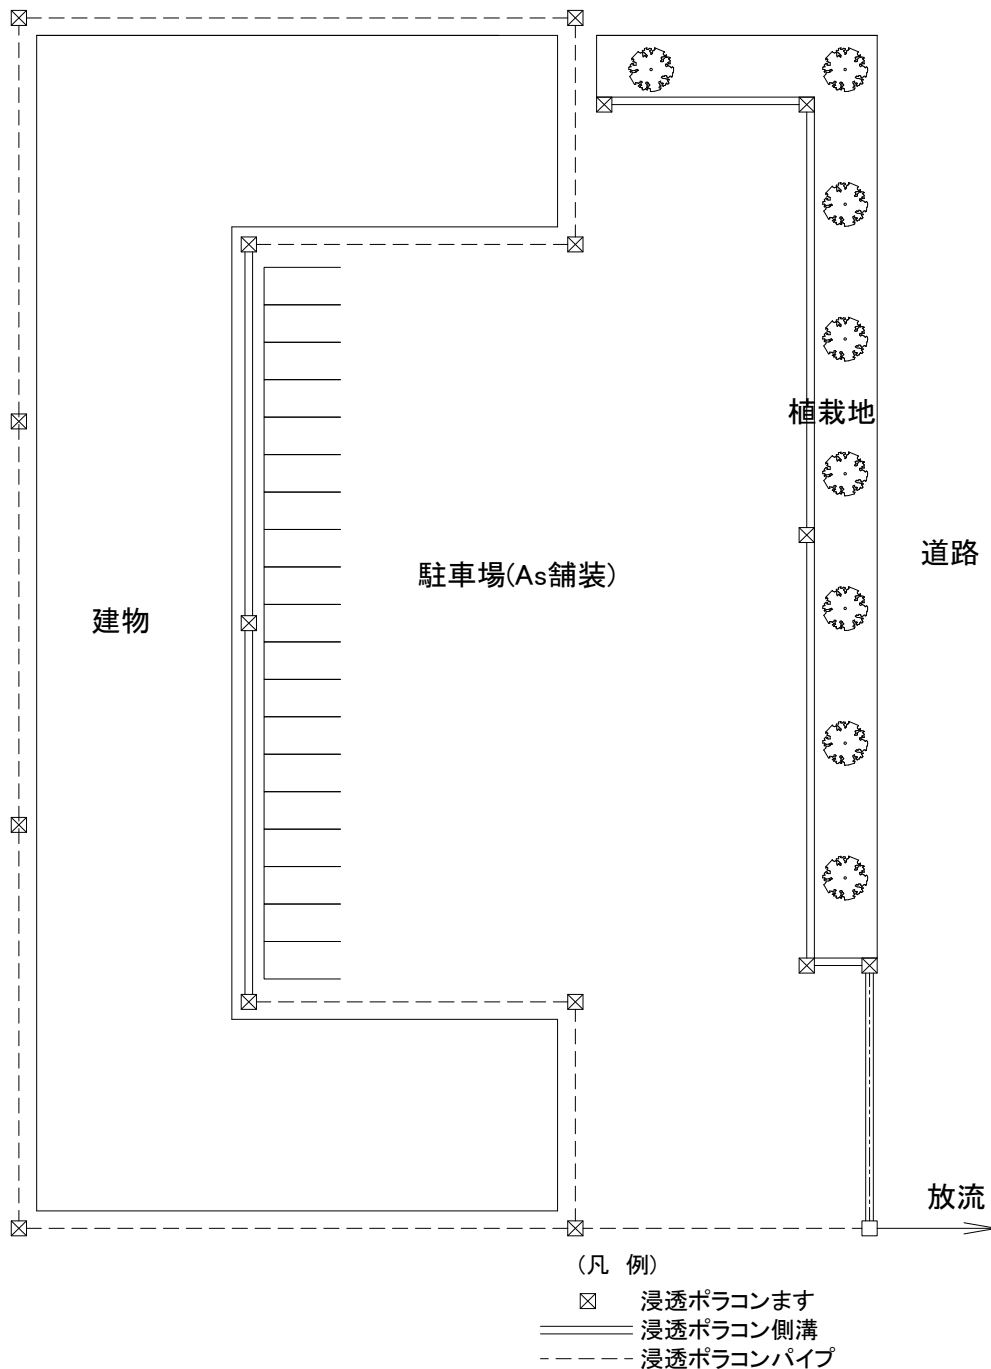 植栽地
道路
駐車場(As舗装)
建物
放流
(凡 例)
浸透ポラコンます
浸透ポラコン側溝
浸透ポラコンパイプ